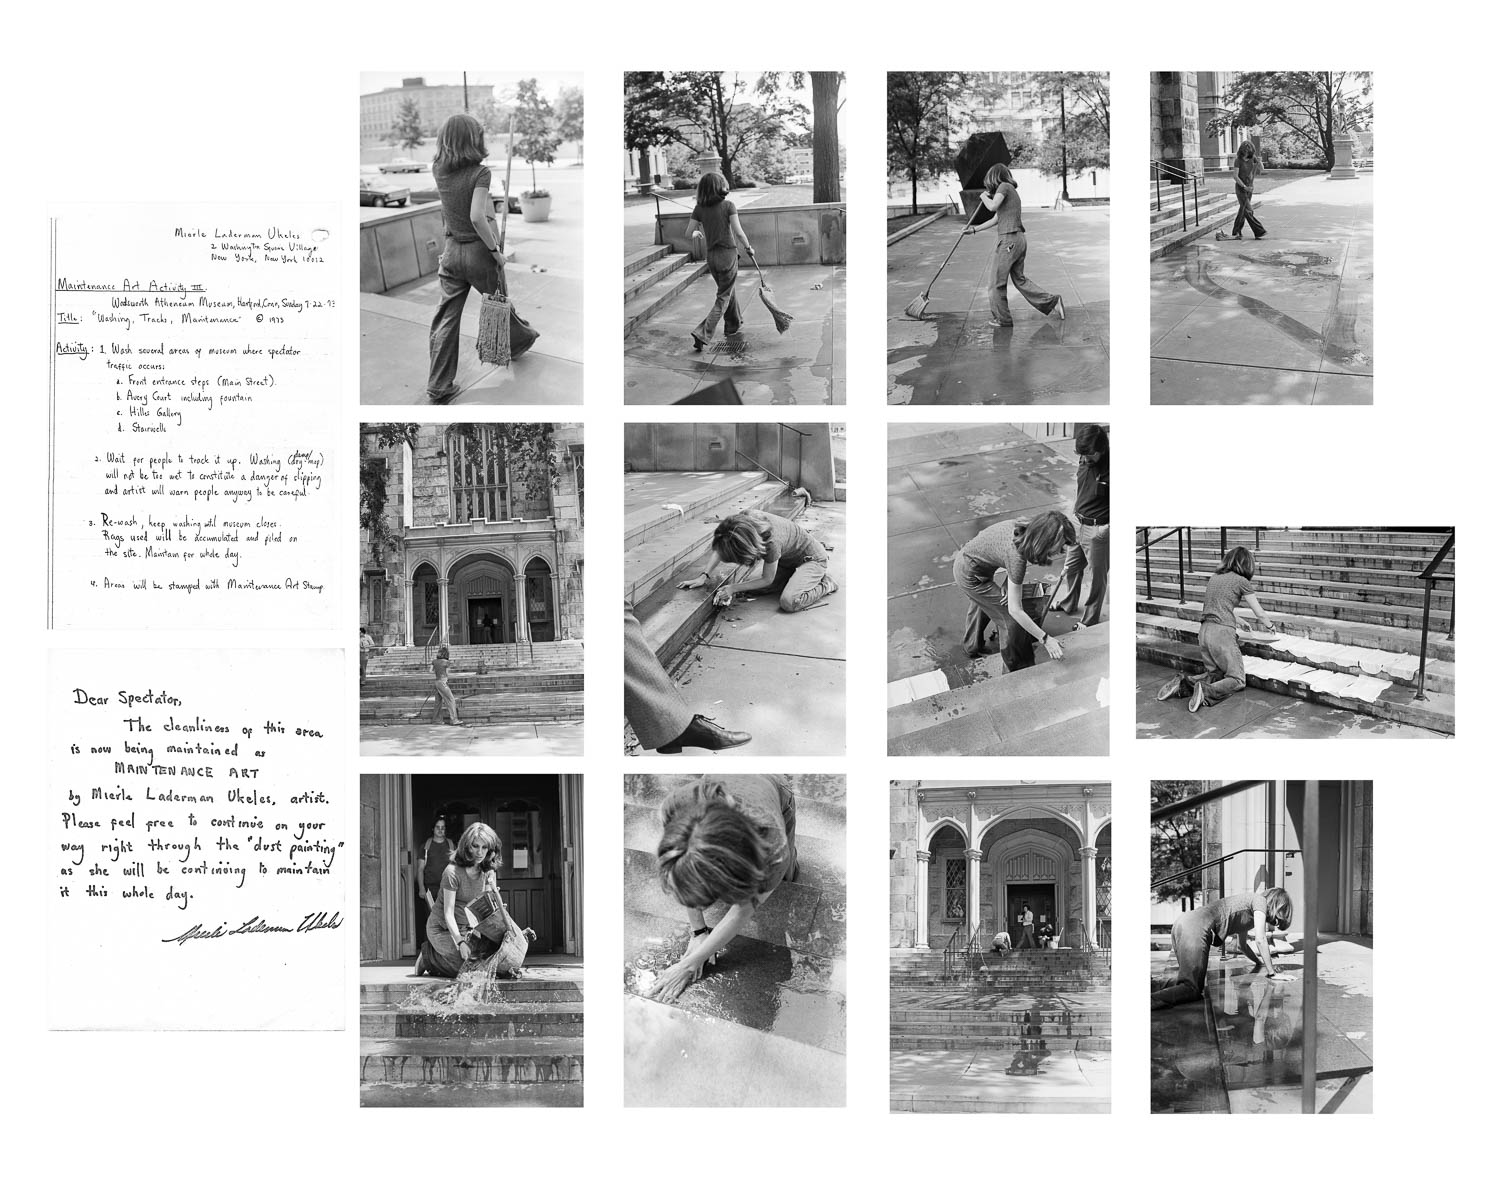 Mierle Laderman Ukeles
2 Washington Square Village
New York, New York 10012
Maintenance Art Activity III.
Wadsworth Atheneum Museum, Hartford, Conn, Sunday 7-22-73
Title: "Washing, Tracks, Maintenance" © 1973
Activity: 1. Wash several areas of museum where spectator
traffic occurs:
a. Front entrance steps (Main Street).
b. Avery Court including fountain
c. Hilles Gallery
d. Stairwells
2. Wait for people to track it up. Washing (damp/dry-mop)
will not be too wet to constitute a danger of slipping
and artist will warn people anyway to be careful.
3. Re-wash, keep washing until museum closes.
Rags used will be accumulated and piled on
the site. Maintain for whole day.
4. Areas will be stamped with Maintenance Art Stamp.
Dear Spectator,
The cleanliness of this area
is now being maintained as
MAINTENANCE ART
by Mierle Laderman Ukeles, artist.
Please feel free to continue on your
way right through the "dust painting"
as she will be continuing to maintain
it this whole day.
Mierle Laderman Ukeles